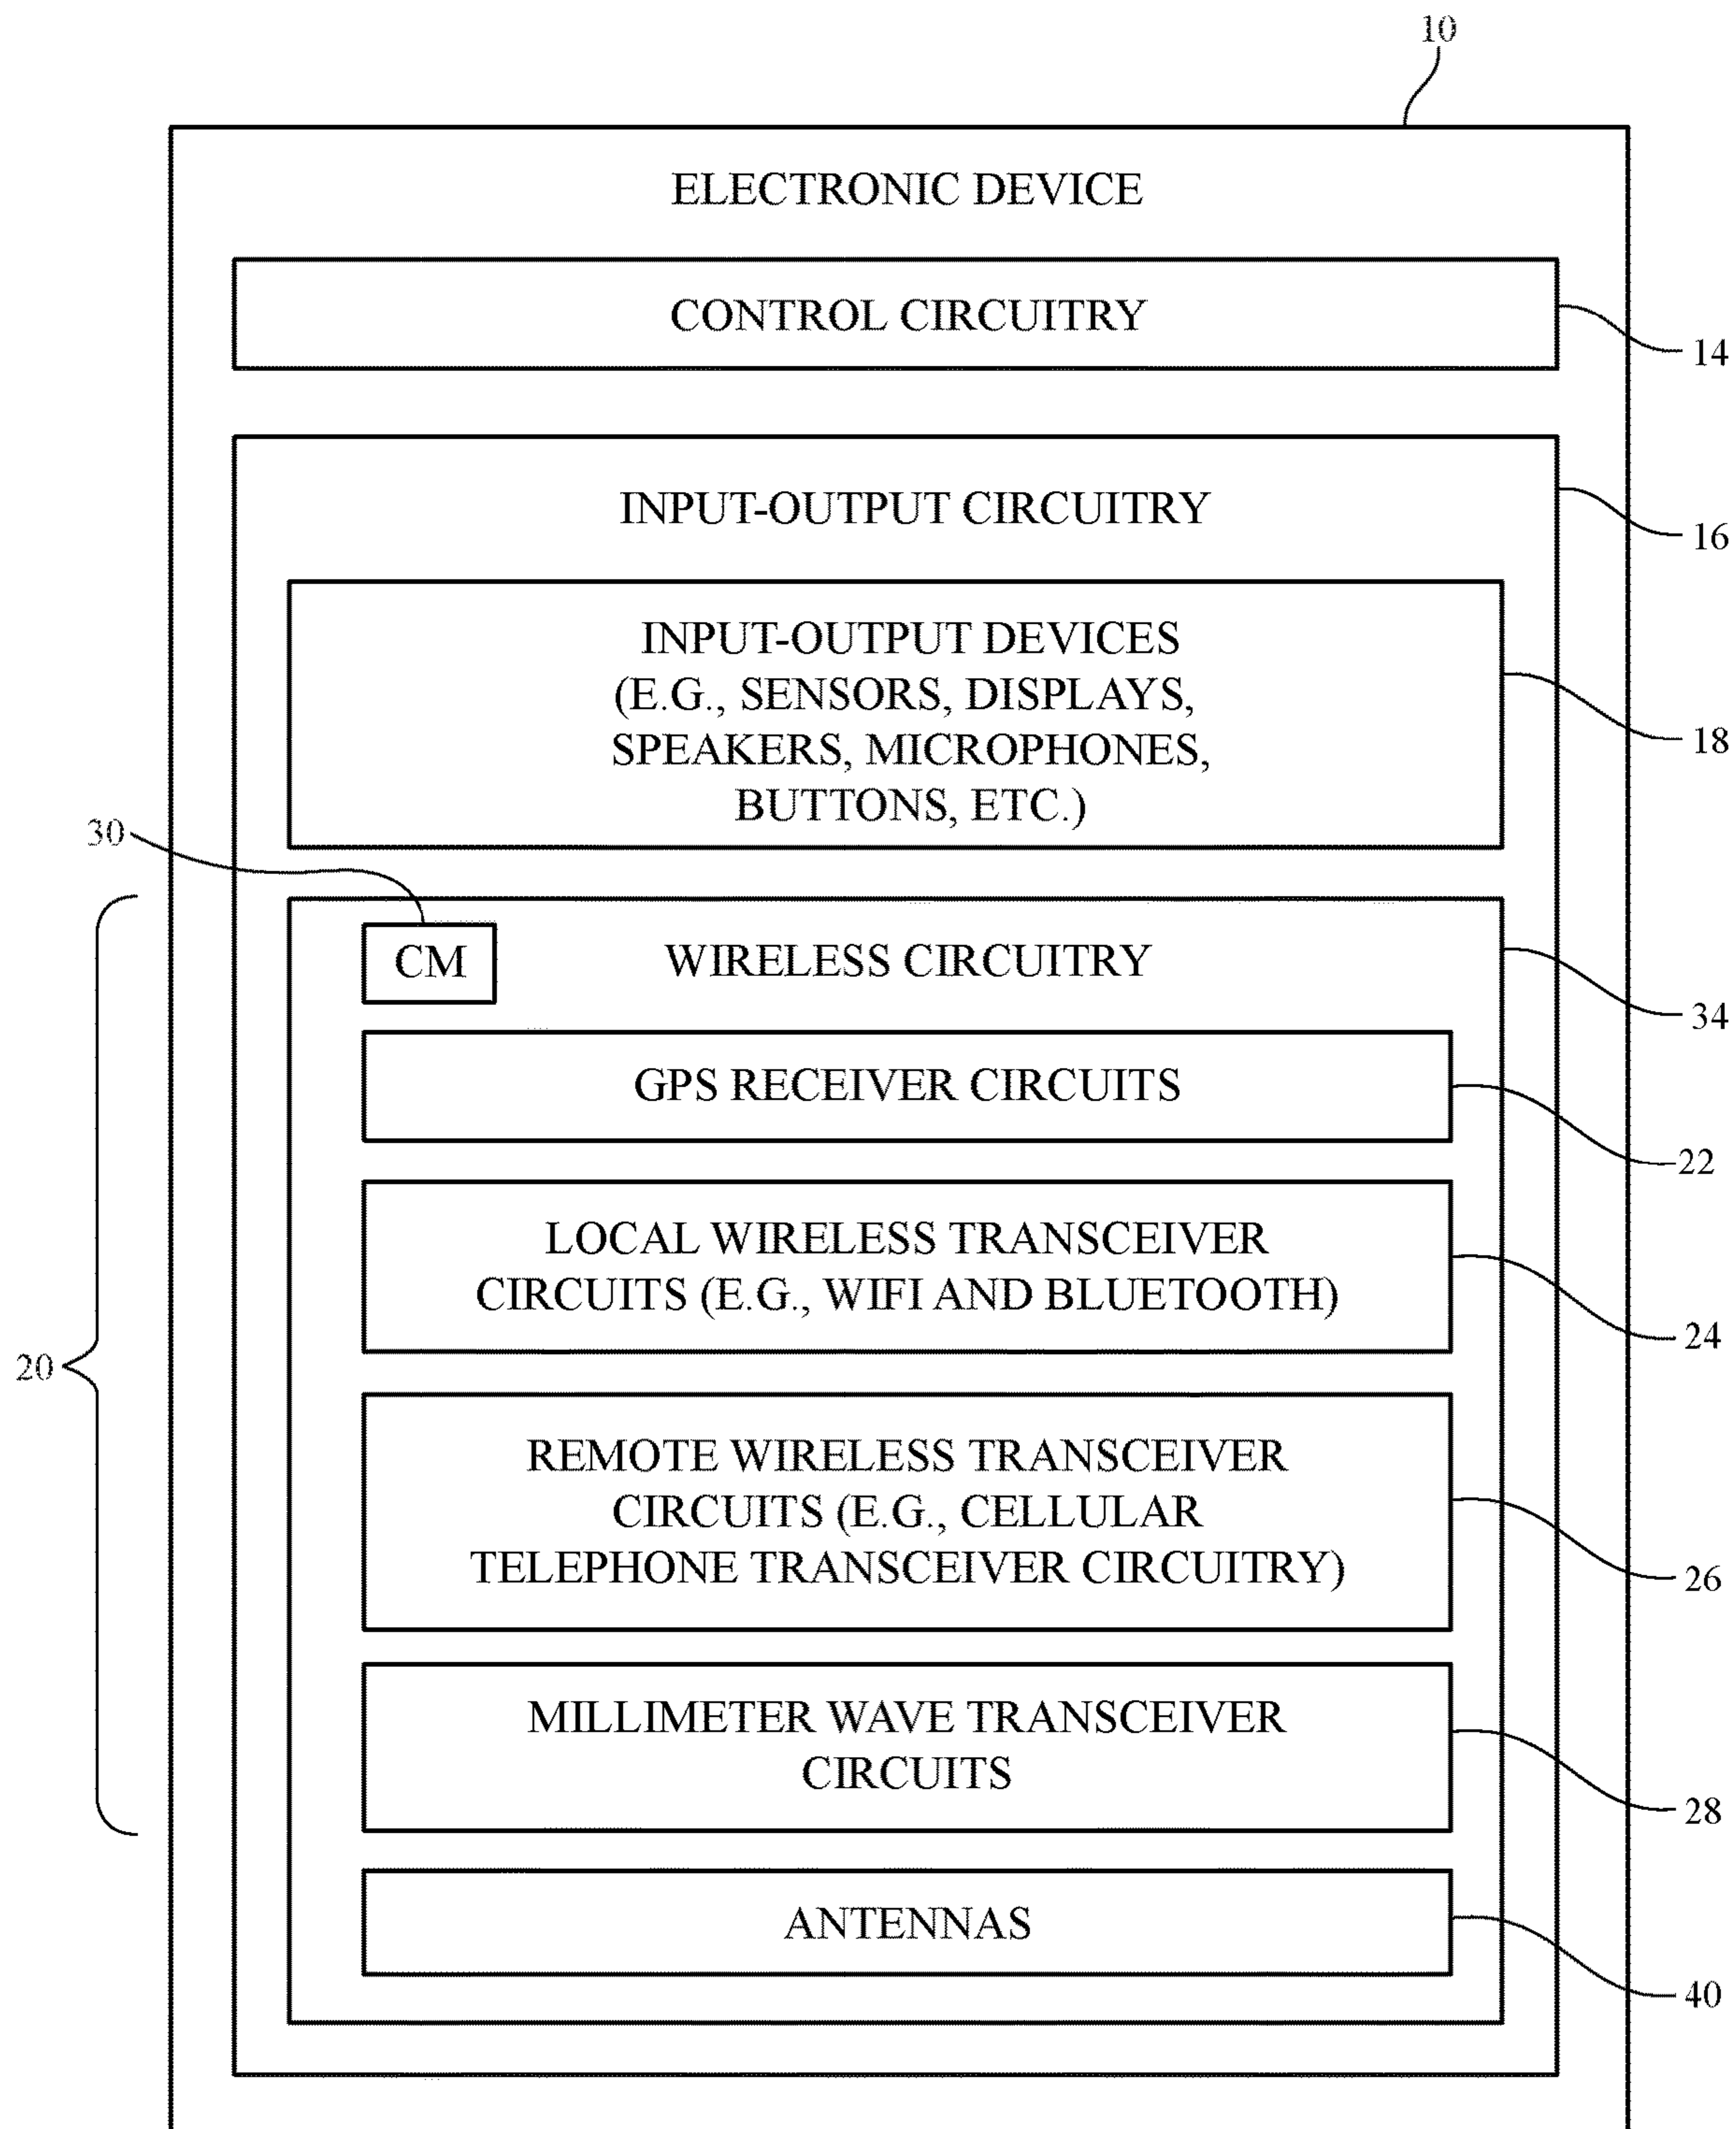 10
ELECTRONIC DEVICE
CONTROL CIRCUITRY
14
INPUT-OUTPUT CIRCUITRY
16
INPUT-OUTPUT DEVICES
(E.G., SENSORS, DISPLAYS,
SPEAKERS, MICROPHONES,
BUTTONS, ETC.)
18
30
CM
WIRELESS CIRCUITRY
34
GPS RECEIVER CIRCUITS
22
LOCAL WIRELESS TRANSCEIVER
CIRCUITS (E.G., WIFI AND BLUETOOTH)
24
20
REMOTE WIRELESS TRANSCEIVER
CIRCUITS (E.G., CELLULAR
TELEPHONE TRANSCEIVER CIRCUITRY)
26
MILLIMETER WAVE TRANSCEIVER
CIRCUITS
28
ANTENNAS
40